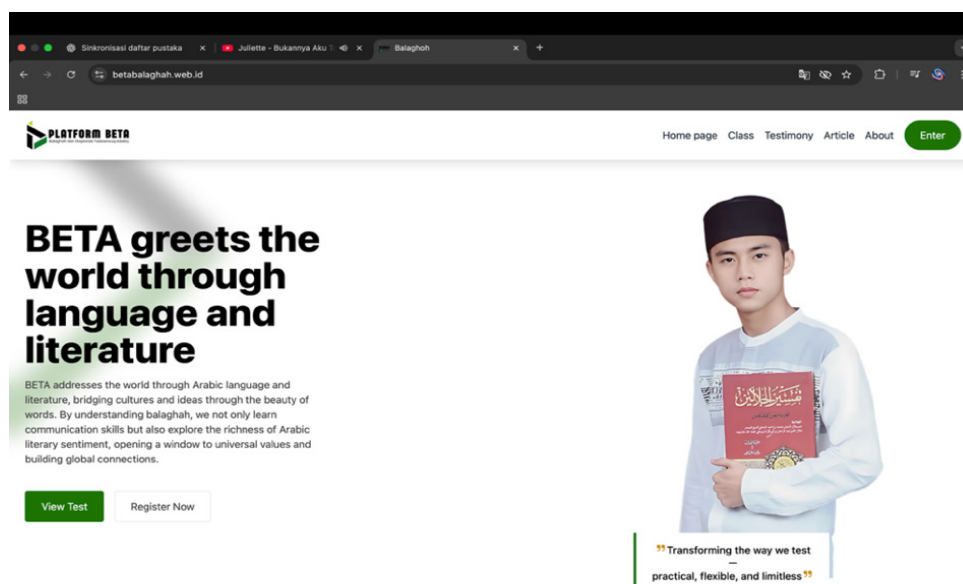 Sinkronisasi daftar pustaka
Juliette - Bukannya Aku
Balaghoh
betabalaghah.web.id
PLATFORM BETA
Home page Class Testimony Article About Enter
BETA greets the
world through
language and
literature
BETA addresses the world through Arabic language and
literature, bridging cultures and ideas through the beauty of
words. By understanding balaghah, we not only learn
communication skills but also explore the richness of Arabic
literary sentiment, opening a window to universal values and
building global connections.
View Test Register Now
تفسير الجلالين
"Transforming the way we test
—
practical, flexible, and limitless"